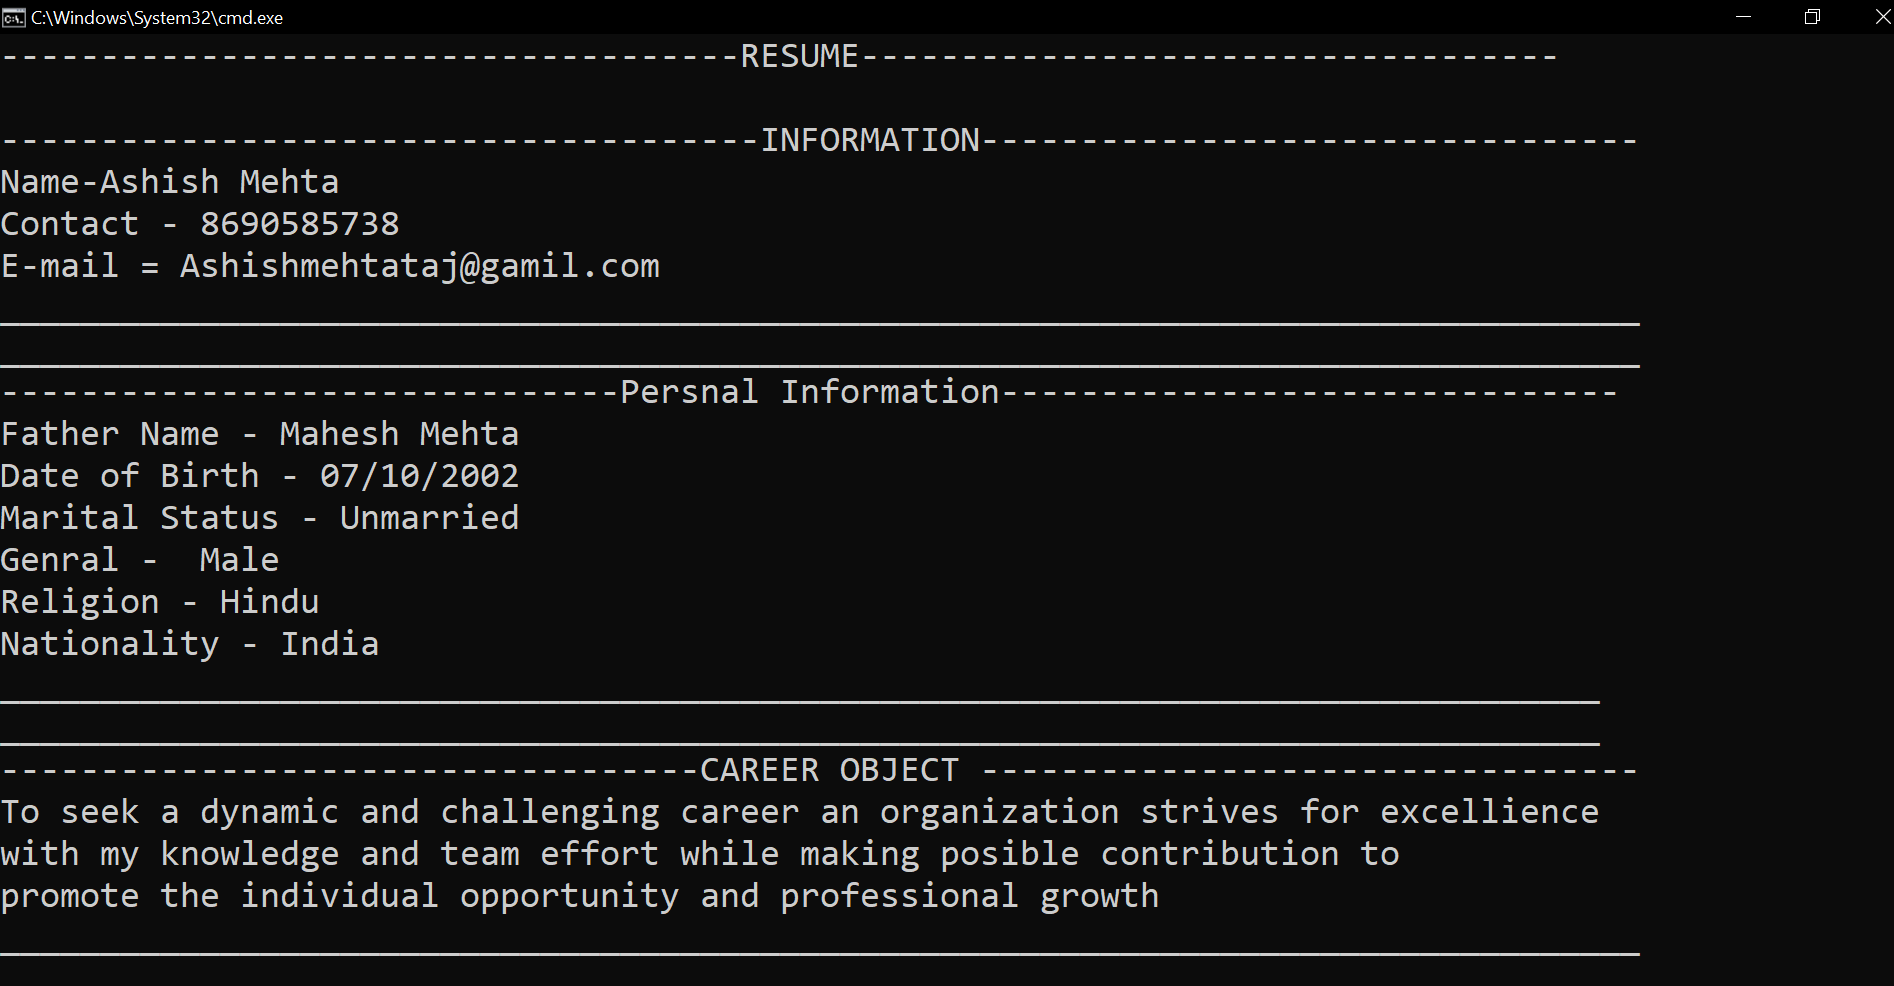 C:\Windows\System32\cmd.exe
-------------------------------------RESUME-----------------------------------
--------------------------------------INFORMATION---------------------------------
Name-Ashish Mehta
Contact - 8690585738
E-mail = Ashishmehtataj@gamil.com
__________________________________________________________________________________
__________________________________________________________________________________
-------------------------------Persnal Information-------------------------------
Father Name - Mahesh Mehta
Date of Birth - 07/10/2002
Marital Status - Unmarried
Genral -  Male
Religion - Hindu
Nationality - India
________________________________________________________________________________
________________________________________________________________________________
-----------------------------------CAREER OBJECT ---------------------------------
To seek a dynamic and challenging career an organization strives for excellience
with my knowledge and team effort while making posible contribution to
promote the individual opportunity and professional growth
__________________________________________________________________________________